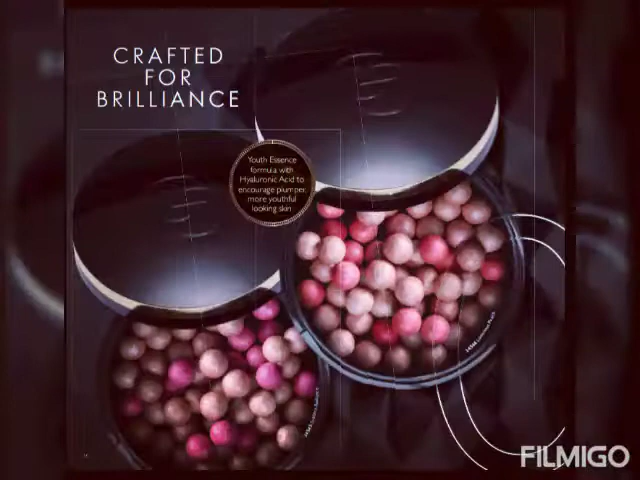 CRAFTED
FOR
BRILLIANCE
Youth Essence
formula with
Hyaluronic Acid to
encourage plumper,
more youthful
looking skin
FILMIGO